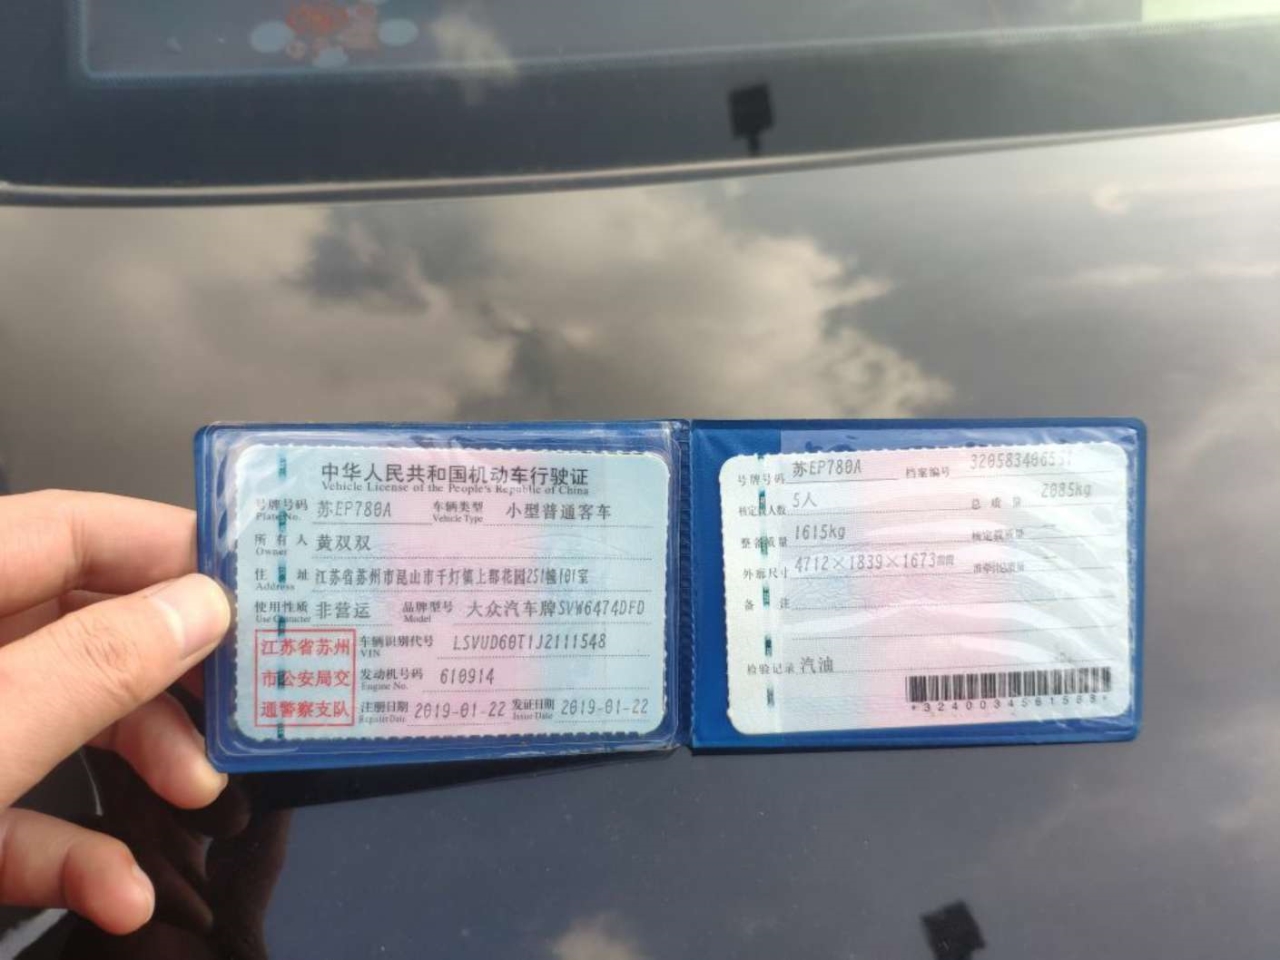 中华人民共和国机动车行驶证
Vehicle License of the People's Republic of China
号牌号码 苏EP780A 车辆类型 小型普通客车
Plate No. Vehicle Type
所有人 黄双双
Owner
住址 江苏省苏州市昆山市千灯镇上郡花园251幢101室
Address
使用性质 非营运 品牌型号 大众汽车牌SVW6474DFD
Use Character Model
江苏省苏州
市公安局交
通警察支队
车辆识别代号 LSVUD60T1J2111548
VIN
发动机号码 610914
Engine No.
注册日期 2019-01-22 发证日期 2019-01-22
Register Date Issue Date
号牌号码 苏EP780A 档案编号
核定载人数 5人 总质量 2085kg
整备质量 1615kg 核定载质量 --
外廓尺寸 4712×1839×1673mm 准牵引总质量 --
备注
检验记录 汽油